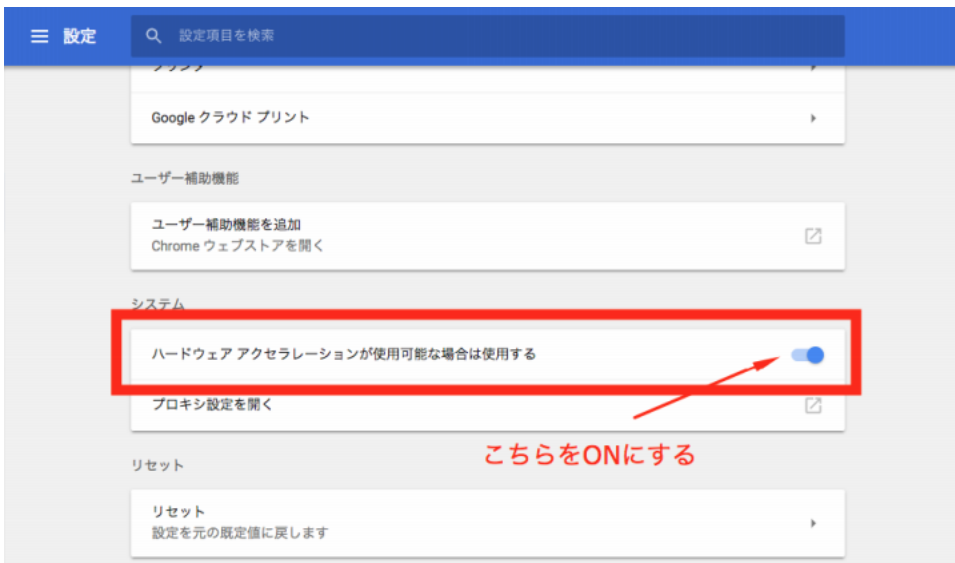 設定
設定項目を検索
プリンタ
Google クラウド プリント
ユーザー補助機能
ユーザー補助機能を追加
Chrome ウェブストアを開く
システム
ハードウェア アクセラレーションが使用可能な場合は使用する
プロキシ設定を開く
こちらをONにする
リセット
リセット
設定を元の既定値に戻します